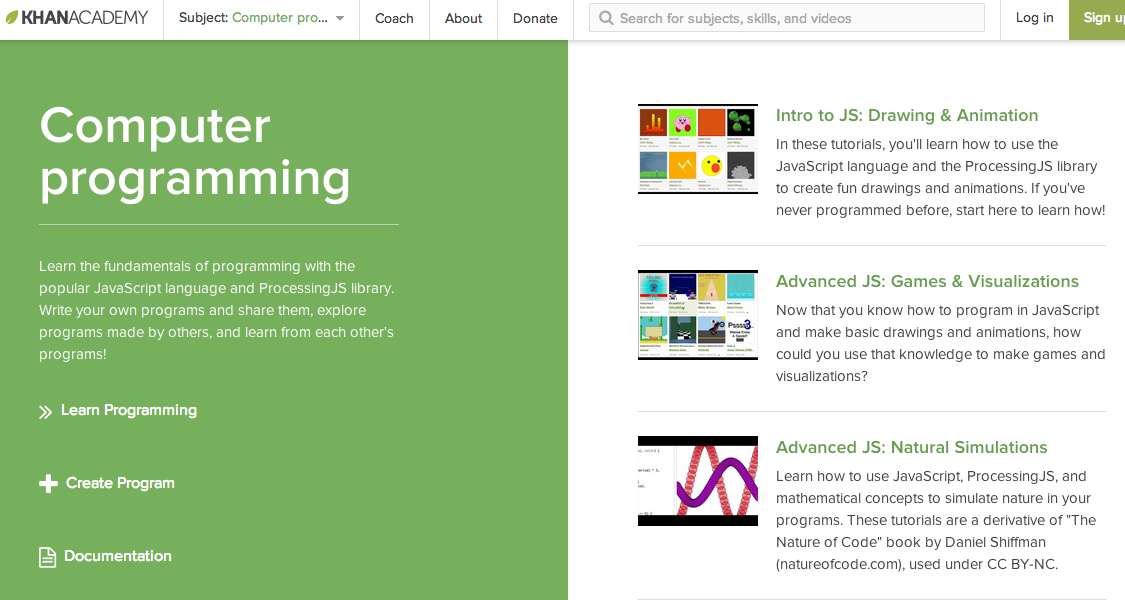 KHANACADEMY
Subject: Computer pro...
Coach
About
Donate
Search for subjects, skills, and videos
Log in
Sign u
Computer
programming
Learn the fundamentals of programming with the
popular JavaScript language and ProcessingJS library.
Write your own programs and share them, explore
programs made by others, and learn from each other's
programs!
Learn Programming
Create Program
Documentation
Intro to JS: Drawing & Animation
In these tutorials, you'll learn how to use the
JavaScript language and the ProcessingJS library
to create fun drawings and animations. If you've
never programmed before, start here to learn how!
Advanced JS: Games & Visualizations
Now that you know how to program in JavaScript
and make basic drawings and animations, how
could you use that knowledge to make games and
visualizations?
Advanced JS: Natural Simulations
Learn how to use JavaScript, ProcessingJS, and
mathematical concepts to simulate nature in your
programs. These tutorials are a derivative of "The
Nature of Code" book by Daniel Shiffman
(natureofcode.com), used under CC BY-NC.